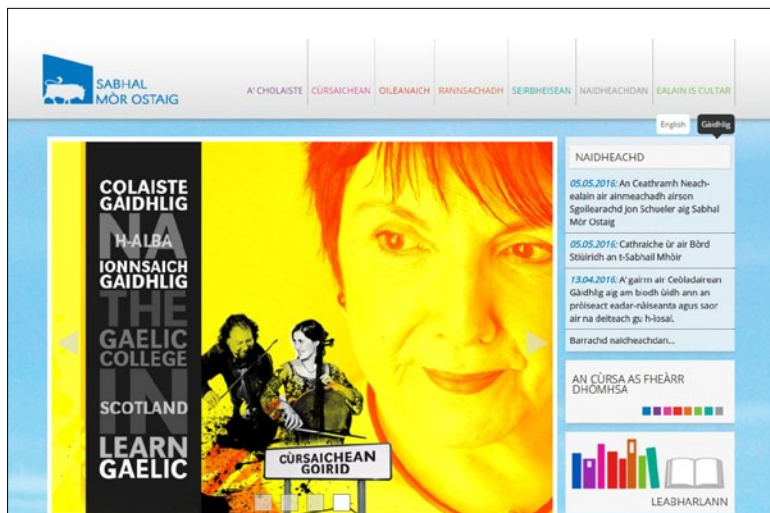 SABHAL
MÒR OSTAIG
A' CHOLAISTE CÙRSAICHEAN OILEANAICH RANNSACHADH SEIRBHEISEAN NAIDHEACHDAN EALAIN IS CULTAR
English Gàidhlig
COLAISTE
GÀIDHLIG
NA
H-ALBA
IONNSAICH
GÀIDHLIG
THE
GAELIC
COLLEGE
IN
SCOTLAND
LEARN
GAELIC
CÙRSAICHEAN
GOIRID
NAIDHEACHD
05.05.2016: An Ceathramh Neach-
ealain air ainmeachadh airson
Sgoilearachd Jon Schueler aig Sabhal
Mòr Ostaig
05.05.2016: Cathraiche ùr air Bòrd
Stiùiridh an t-Sabhail Mhòir
13.04.2016: A' gairm air Ceòladairean
Gàidhlig aig am biodh ùidh ann an
pròiseact eadar-nàiseanta agus saor
air na deiteach gu h-ìosal.
Barrachd naidheachdan...
AN CÙRSA AS FHEÀRR
DHOMHSA
LEABHARLANN